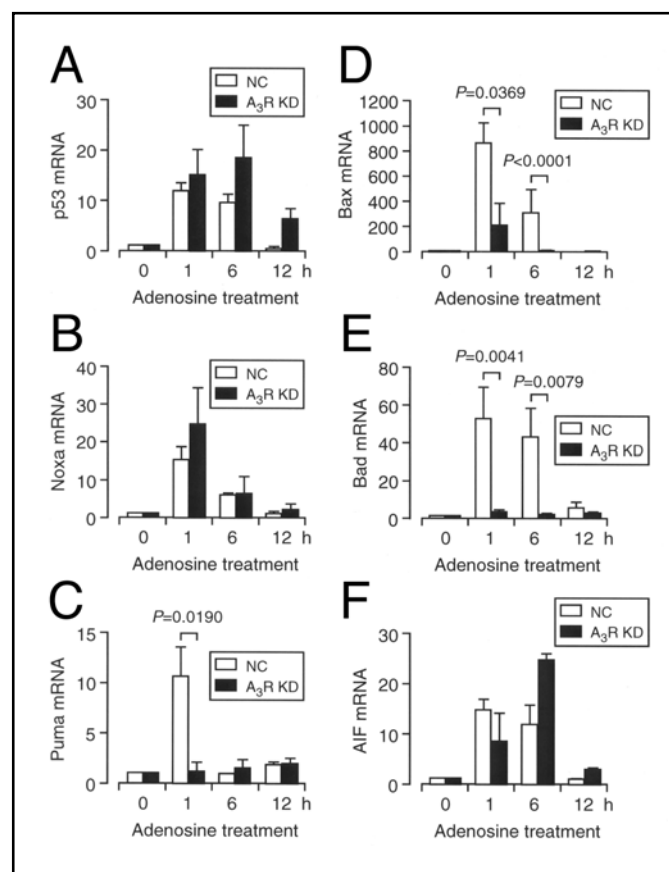 A
NC
A₃R KD
30
20
10
0
p53 mRNA
0 1 6 12 h
Adenosine treatment
B
NC
A₃R KD
40
30
20
10
0
Noxa mRNA
0 1 6 12 h
Adenosine treatment
C
P=0.0190
NC
A₃R KD
15
10
5
0
Puma mRNA
0 1 6 12 h
Adenosine treatment
D
P=0.0369
NC
A₃R KD
P<0.0001
1200
1000
800
600
400
200
0
Bax mRNA
0 1 6 12 h
Adenosine treatment
E
P=0.0041
P=0.0079
NC
A₃R KD
80
60
40
20
0
Bad mRNA
0 1 6 12 h
Adenosine treatment
F
NC
A₃R KD
30
20
10
0
AIF mRNA
0 1 6 12 h
Adenosine treatment